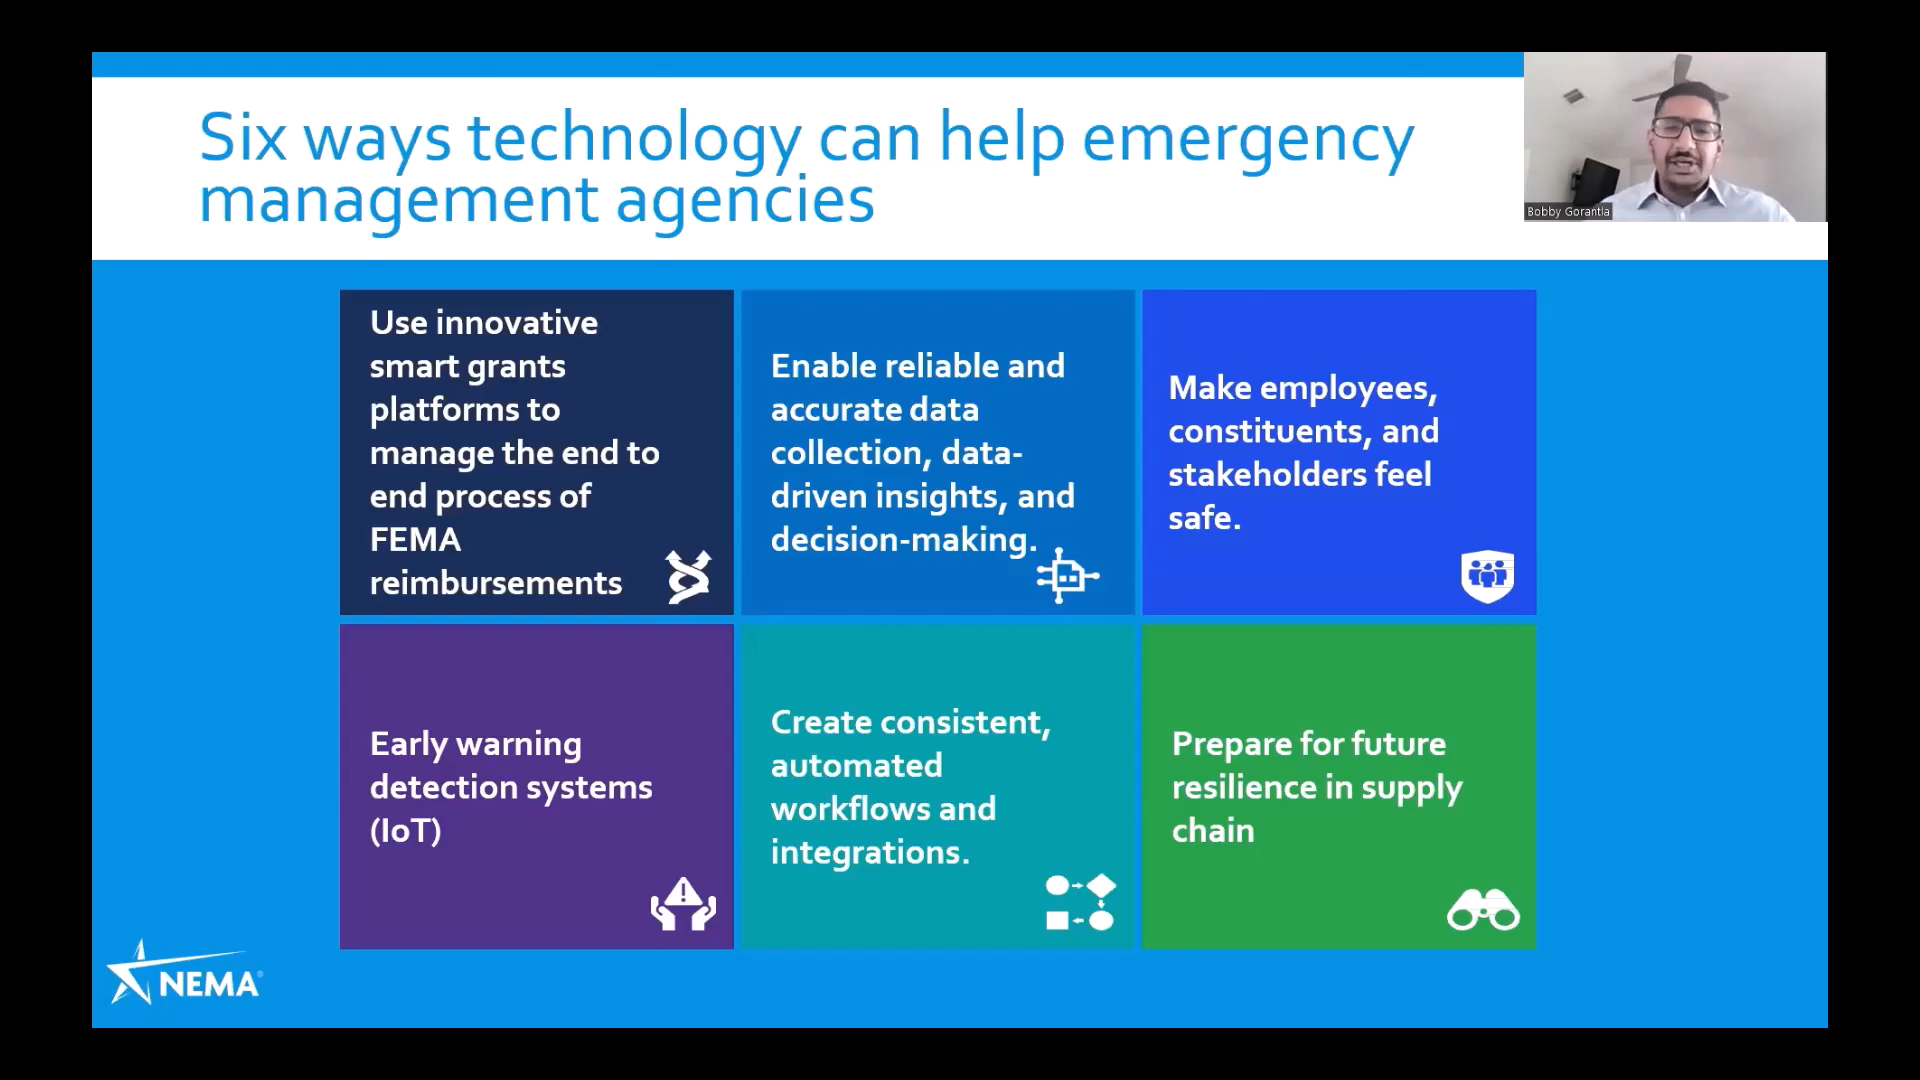 Six ways technology can help emergency
management agencies
Bobby Gorantla
Use innovative
smart grants
platforms to
manage the end to
end process of
FEMA
reimbursements
Enable reliable and
accurate data
collection, data-
driven insights, and
decision-making.
Make employees,
constituents, and
stakeholders feel
safe.
Early warning
detection systems
(IoT)
Create consistent,
automated
workflows and
integrations.
Prepare for future
resilience in supply
chain
NEMA®